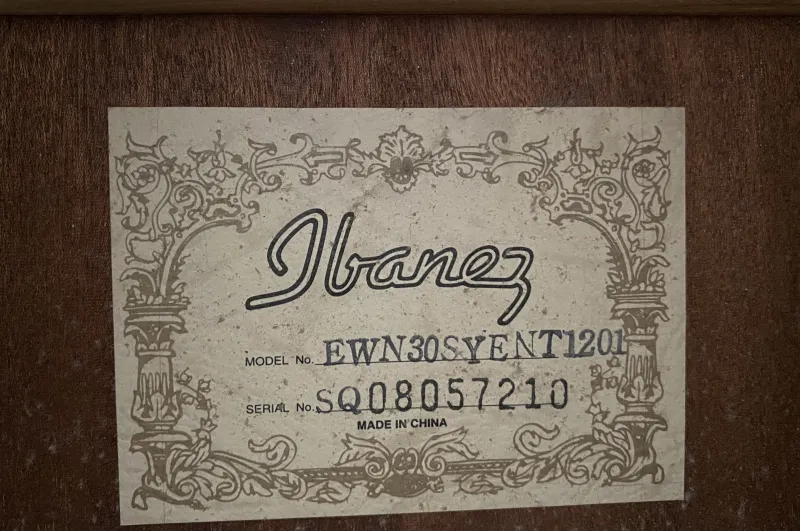 Ibanez
MODEL No. EWN30SYENT1201
SERIAL No. SQ08057210
MADE IN CHINA